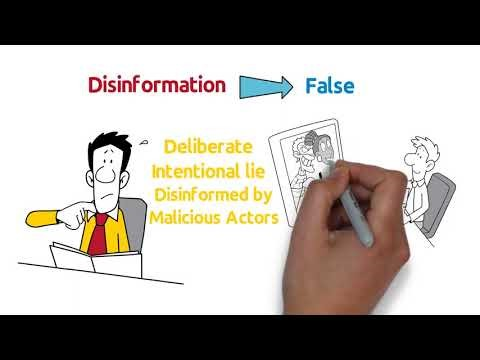 Disinformation False
Deliberate
Intentional lie
Disinformed by
Malicious Actors